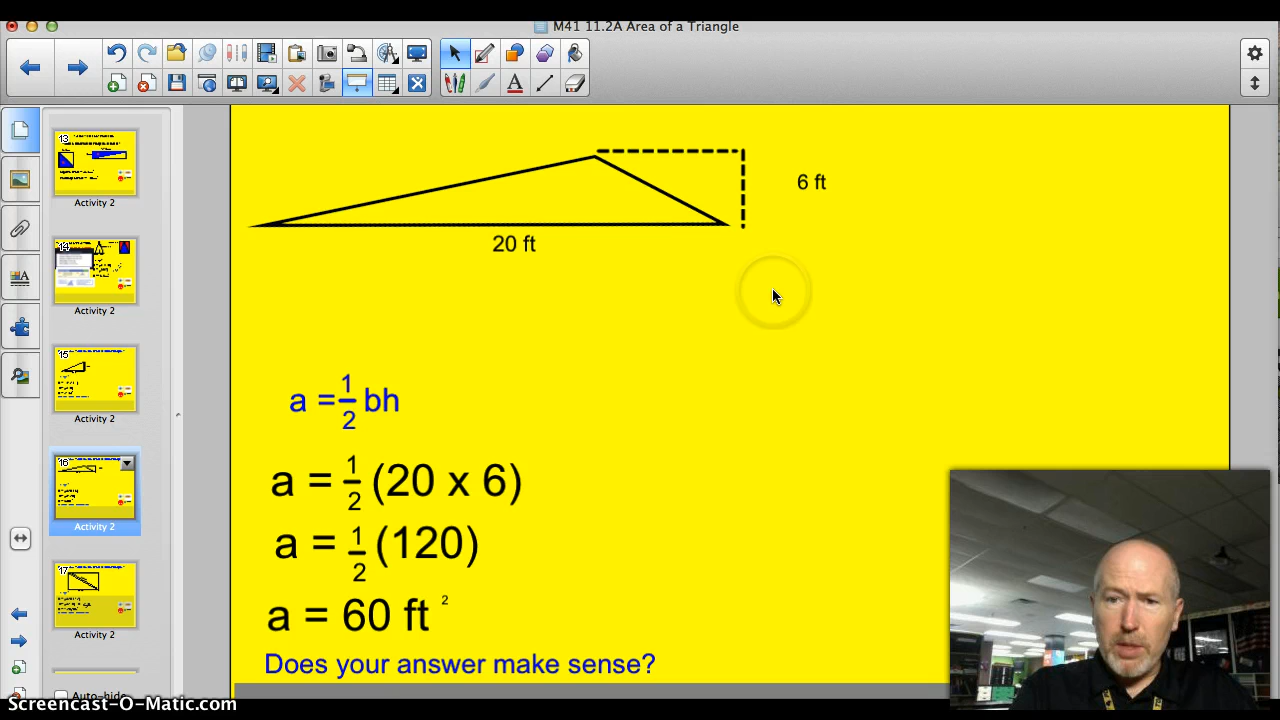 M41 11.2A Area of a Triangle
13
Activity 2
14
Activity 2
15
Activity 2
16
Activity 2
17
Activity 2
Auto-hide
6 ft
20 ft
a = 1/2 bh
a = 1/2 (20 x 6)
a = 1/2 (120)
a = 60 ft ²
Does your answer make sense?
Screencast-O-Matic.com